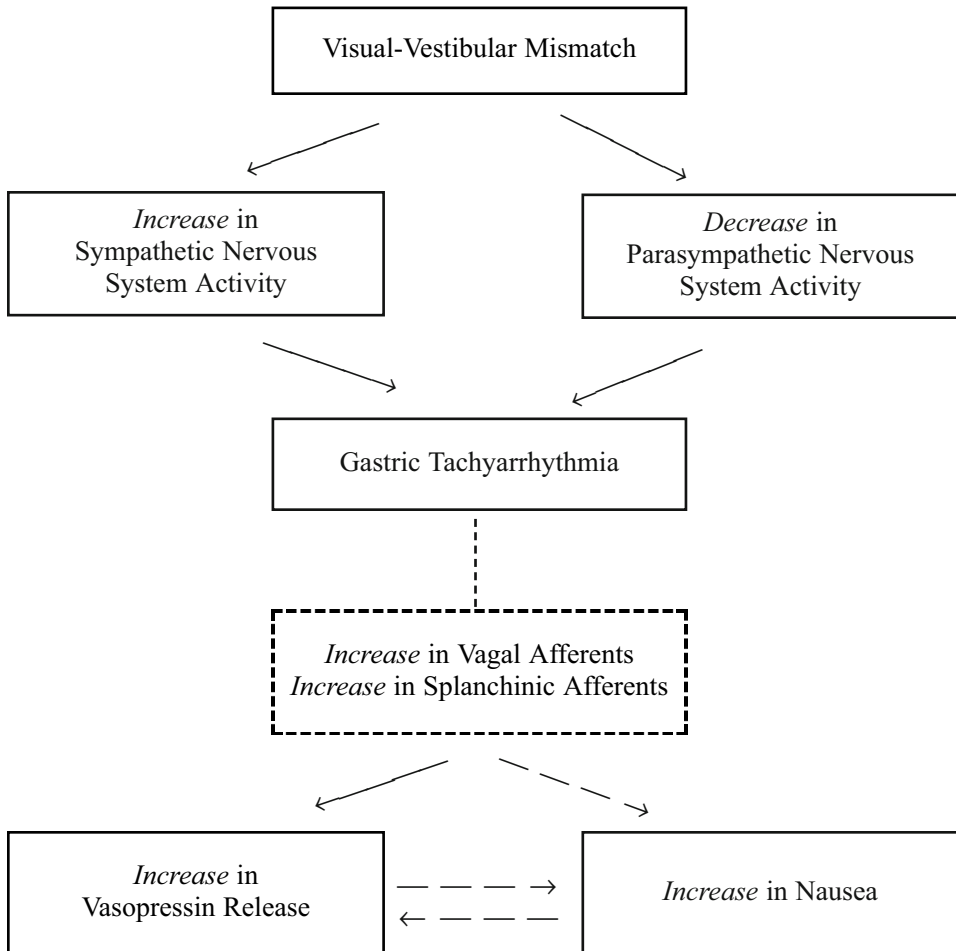 Visual-Vestibular Mismatch
Increase in
Sympathetic Nervous
System Activity
Decrease in
Parasympathetic Nervous
System Activity
Gastric Tachyarrhythmia
Increase in Vagal Afferents
Increase in Splanchinic Afferents
Increase in
Vasopressin Release
Increase in Nausea